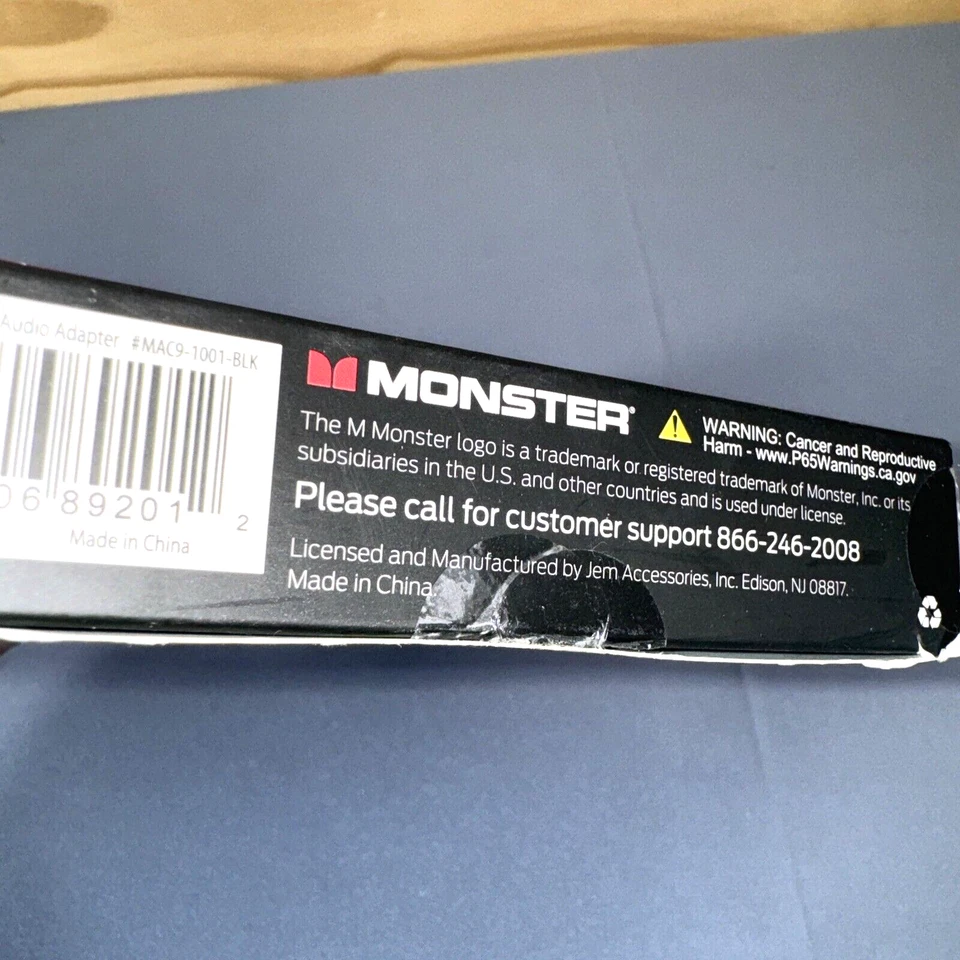 Audio Adapter #MAC9-1001-BLK
06 89201 2
Made in China
MONSTER®
The M Monster logo is a trademark or registered trademark of Monster, Inc. or its
subsidiaries in the U.S. and other countries and is used under license.
Please call for customer support 866-246-2008
Licensed and Manufactured by Jem Accessories, Inc. Edison, NJ 08817.
Made in China.
WARNING: Cancer and Reproductive
Harm - www.P65Warnings.ca.gov